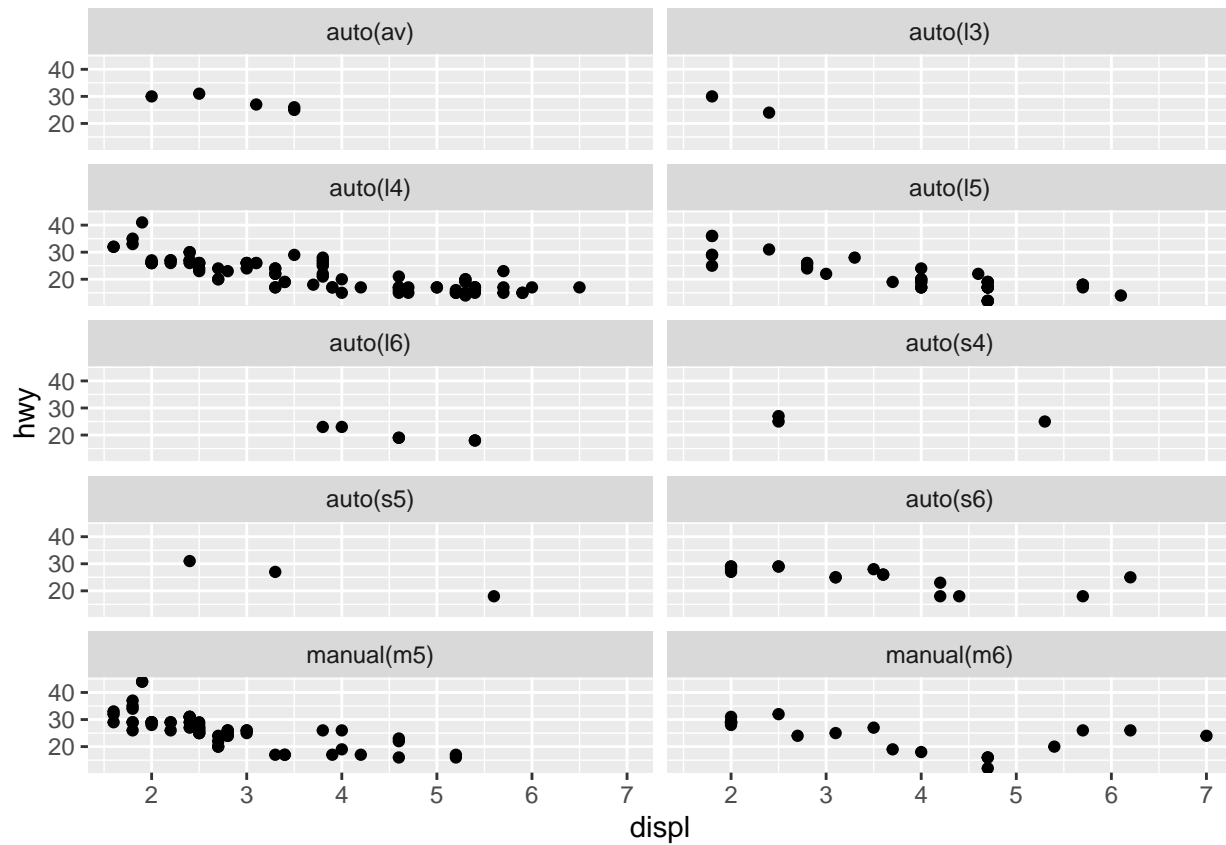 auto(av)
auto(l3)
40
30
20
auto(l4)
auto(l5)
40
30
20
auto(l6)
auto(s4)
40
30
20
auto(s5)
auto(s6)
40
30
20
manual(m5)
manual(m6)
40
30
20
2 3 4 5 6 7
2 3 4 5 6 7
displ
hwy